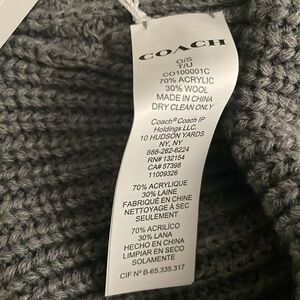 COACH
O/S
T/U
CO100001C
70% ACRYLIC
30% WOOL
MADE IN CHINA
DRY CLEAN ONLY
Coach® Coach IP
Holdings LLC.
10 HUDSON YARDS
NY, NY
888-262-6224
RN# 132154
CA# 57398
11009326
70% ACRYLIQUE
30% LAINE
FABRIQUÉ EN CHINE
NETTOYAGE À SEC
SEULEMENT
70% ACRÍLICO
30% LANA
HECHO EN CHINA
LIMPIAR EN SECO
SOLAMENTE
CIF Nº B-65.335.317